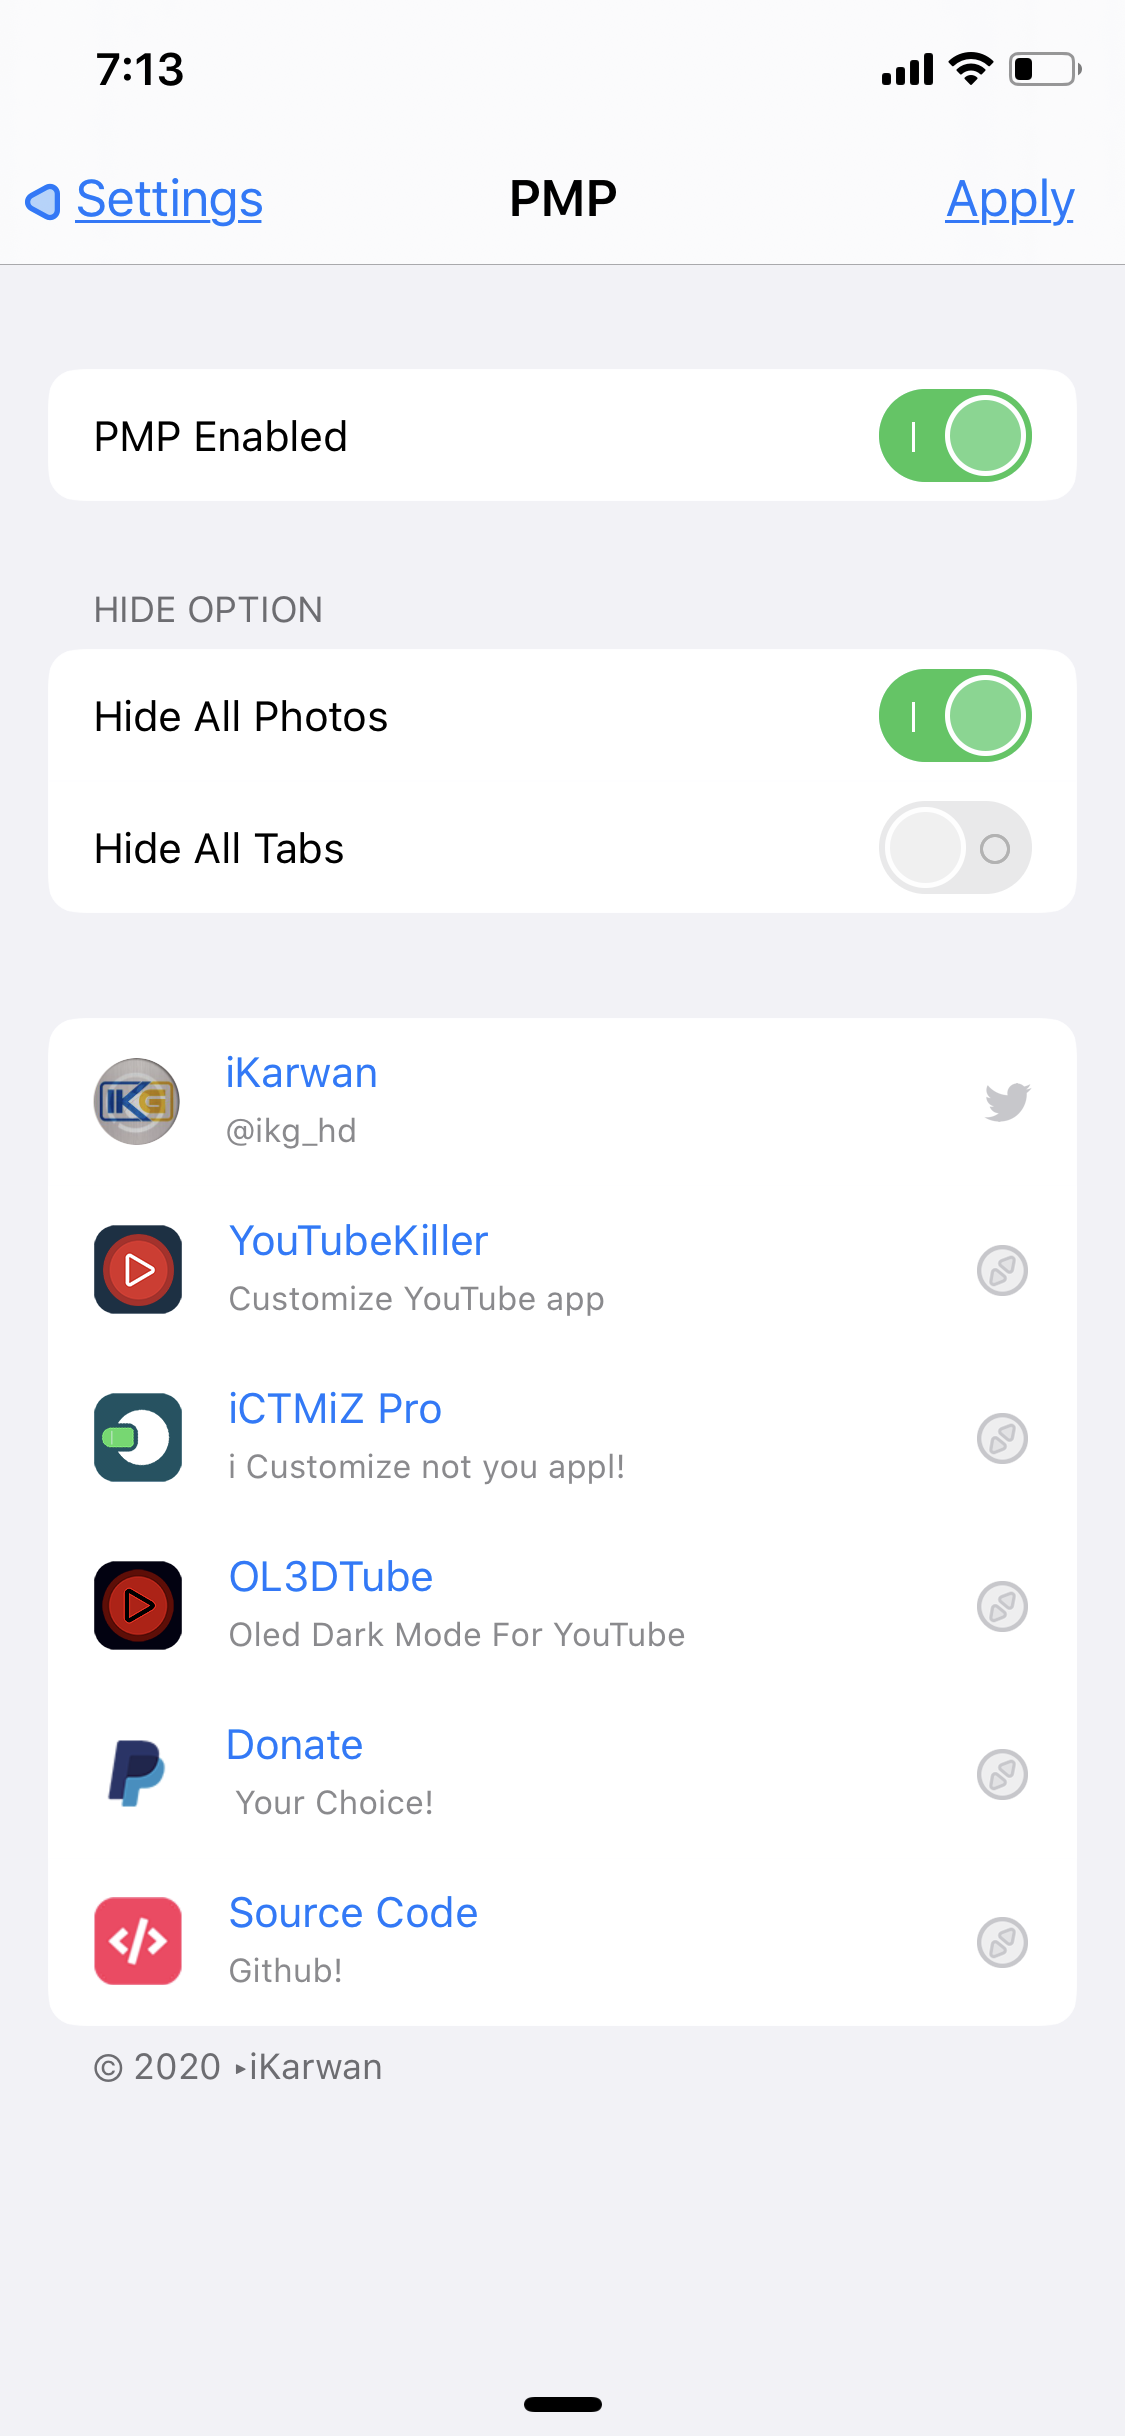 7:13
Settings
PMP
Apply
PMP Enabled
HIDE OPTION
Hide All Photos
Hide All Tabs
IKG
iKarwan
@ikg_hd
YouTubeKiller
Customize YouTube app
iCTMiZ Pro
i Customize not you appl!
OL3DTube
Oled Dark Mode For YouTube
Donate
Your Choice!
Source Code
Github!
© 2020 ‣iKarwan